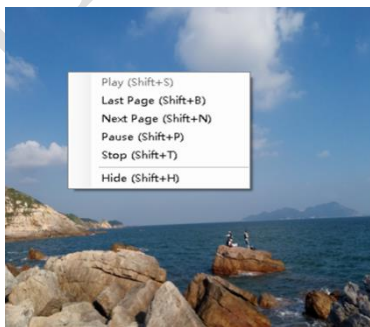 Play (Shift+S)
Last Page (Shift+B)
Next Page (Shift+N)
Pause (Shift+P)
Stop (Shift+T)
Hide (Shift+H)